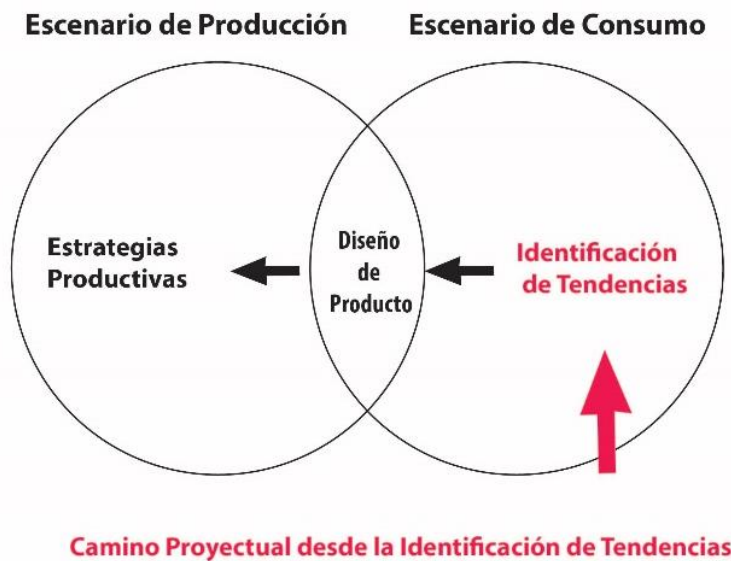 Escenario de Producción
Escenario de Consumo
Estrategias
Productivas
Diseño
de
Producto
Identificación
de Tendencias
Camino Proyectual desde la Identificación de Tendencias